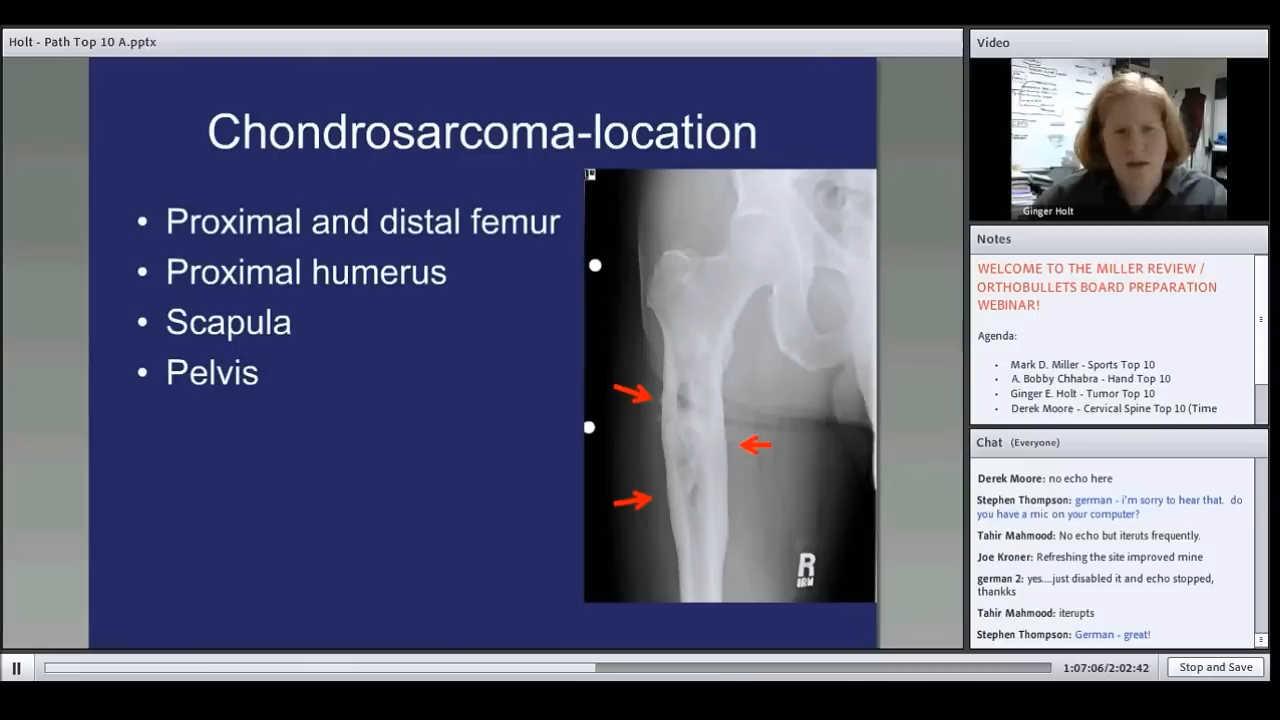 Holt - Path Top 10 A.pptx
Chondrosarcoma-location
• Proximal and distal femur
• Proximal humerus
• Scapula
• Pelvis
R
Video
Ginger Holt
Notes
WELCOME TO THE MILLER REVIEW /
ORTHOBULLETS BOARD PREPARATION
WEBINAR!
Agenda:
• Mark D. Miller - Sports Top 10
• A. Bobby Chhabra - Hand Top 10
• Ginger E. Holt - Tumor Top 10
• Derek Moore - Cervical Spine Top 10 (Time
Chat (Everyone)
Derek Moore: no echo here
Stephen Thompson: german - i'm sorry to hear that. do
you have a mic on your computer?
Tahir Mahmood: No echo but iteruts frequently.
Joe Kroner: Refreshing the site improved mine
german 2: yes....just disabled it and echo stopped,
thankks
Tahir Mahmood: iterupts
Stephen Thompson: German - great!
1:07:06/2:02:42
Stop and Save